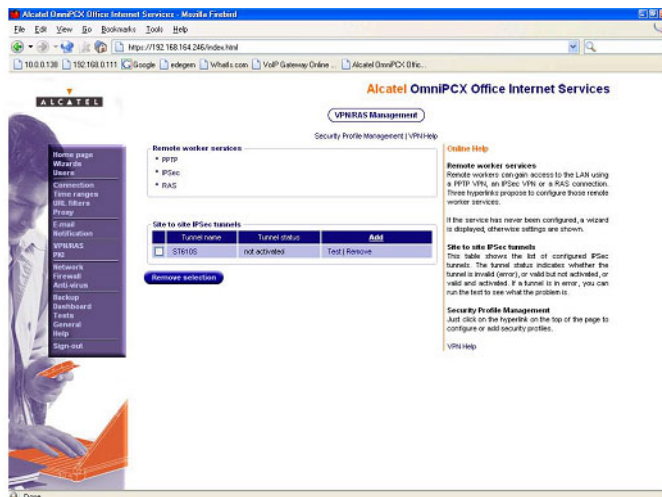 Alcatel OmniPCX Office Internet Services - Mozilla Firebird
File Edit View Go Bookmarks Tools Help
https://192.168.164.246/index.html
10.0.0.138 192.168.0.111 Google edegem WhatIs.com VoIP Gateway Online ... Alcatel OmniPCX Offic...
ALCATEL
Alcatel OmniPCX Office Internet Services
VPN/RAS Management
Security Profile Management | VPN Help
Home page
Wizards
Users
Connection
Time ranges
URL filters
Proxy
E-mail
Notification
VPN/RAS
PKI
Network
Firewall
Anti-virus
Backup
Dashboard
Tests
General
Help
Sign-out
Remote worker services
PPTP
IPSec
RAS
Site to site IPSec tunnels
Tunnel name Tunnel status Add
ST610S not activated Test | Remove
Remove selection
Online Help
Remote worker services
Remote workers can gain access to the LAN using
a PPTP VPN, an IPSec VPN or a RAS connection.
Three hyperlinks propose to configure those remote
worker services.
If the service has never been configured, a wizard
is displayed, otherwise settings are shown.
Site to site IPSec tunnels
This table shows the list of configured IPSec
tunnels. The tunnel status indicates whether the
tunnel is invalid (error), or valid but not activated, or
valid and activated. If a tunnel is in error, you can
run the test to see what the problem is.
Security Profile Management
Just click on the hyperlink on the top of the page to
configure or add security profiles.
VPN Help
Done